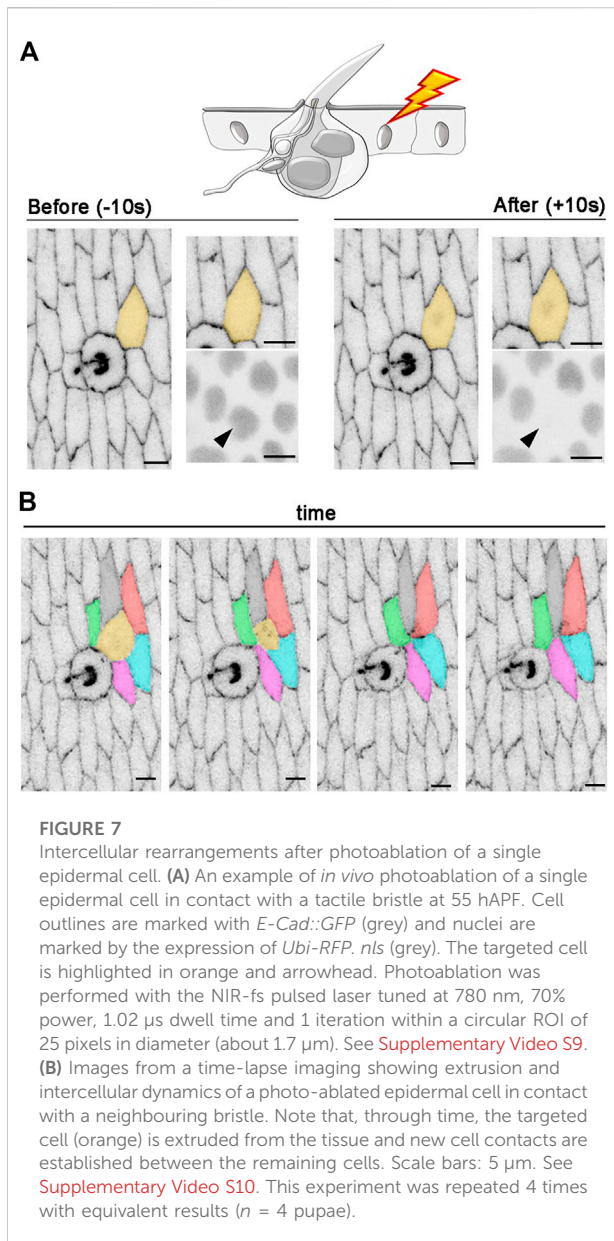 A
Before (-10s)
After (+10s)
B
time
FIGURE 7
Intercellular rearrangements after photoablation of a single
epidermal cell. (A) An example of in vivo photoablation of a single
epidermal cell in contact with a tactile bristle at 55 hAPF. Cell
outlines are marked with E-Cad::GFP (grey) and nuclei are
marked by the expression of Ubi-RFP. nls (grey). The targeted cell
is highlighted in orange and arrowhead. Photoablation was
performed with the NIR-fs pulsed laser tuned at 780 nm, 70%
power, 1.02 µs dwell time and 1 iteration within a circular ROI of
25 pixels in diameter (about 1.7 µm). See Supplementary Video S9.
(B) Images from a time-lapse imaging showing extrusion and
intercellular dynamics of a photo-ablated epidermal cell in contact
with a neighbouring bristle. Note that, through time, the targeted
cell (orange) is extruded from the tissue and new cell contacts are
established between the remaining cells. Scale bars: 5 µm. See
Supplementary Video S10. This experiment was repeated 4 times
with equivalent results (n = 4 pupae).